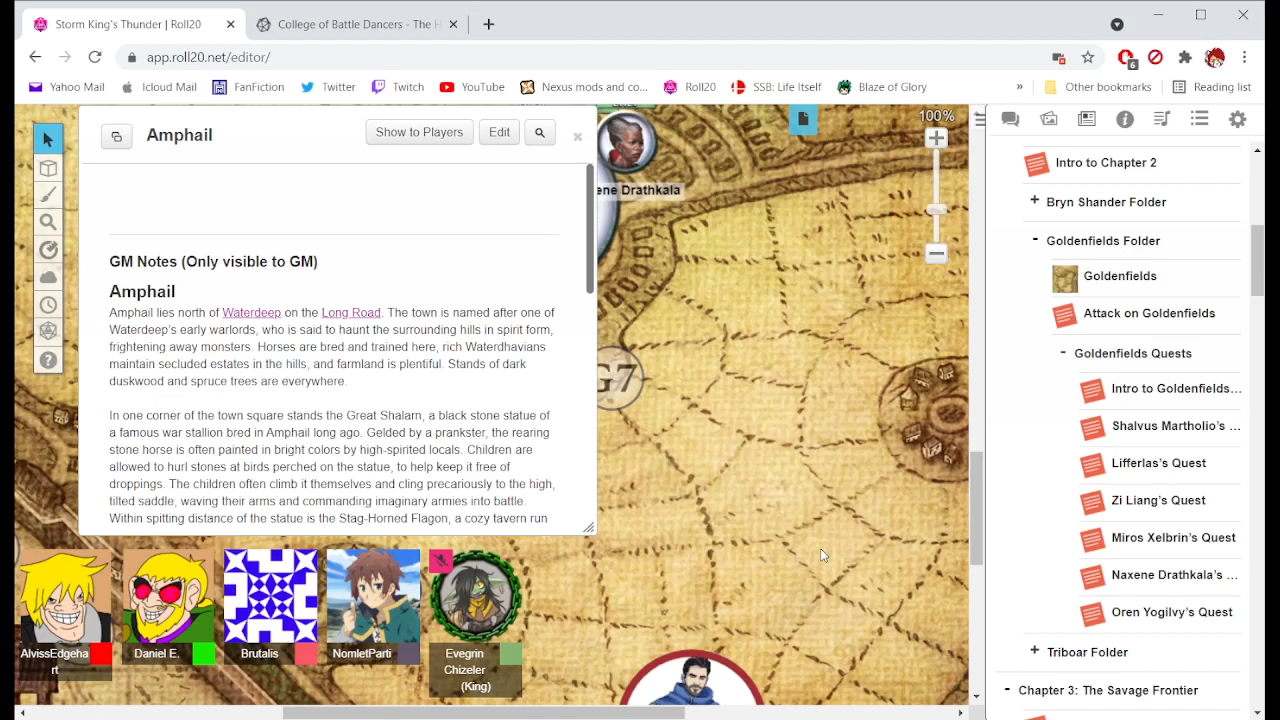 Storm King's Thunder | Roll20
College of Battle Dancers - The H
app.roll20.net/editor/
6
Yahoo Mail
Icloud Mail
FanFiction
Twitter
Twitch
YouTube
Nexus mods and co...
Roll20
SSB: Life Itself
Blaze of Glory
»
Other bookmarks
Reading list
Amphail
Show to Players
Edit
ene Drathkala
100%
GM Notes (Only visible to GM)
Amphail
Amphail lies north of Waterdeep on the Long Road. The town is named after one of
Waterdeep's early warlords, who is said to haunt the surrounding hills in spirit form,
frightening away monsters. Horses are bred and trained here, rich Waterdhavians
maintain secluded estates in the hills, and farmland is plentiful. Stands of dark
duskwood and spruce trees are everywhere.
In one corner of the town square stands the Great Shalarn, a black stone statue of
a famous war stallion bred in Amphail long ago. Gelded by a prankster, the rearing
stone horse is often painted in bright colors by high-spirited locals. Children are
allowed to hurl stones at birds perched on the statue, to help keep it free of
droppings. The children often climb it themselves and cling precariously to the high,
tilted saddle, waving their arms and commanding imaginary armies into battle.
Within spitting distance of the statue is the Stag-Horned Flagon, a cozy tavern run
G7
AlvissEdgeha
rt
Daniel E.
Brutalis
NomletParti
Evegrin
Chizeler
(King)
Intro to Chapter 2
Bryn Shander Folder
Goldenfields Folder
Goldenfields
Attack on Goldenfields
Goldenfields Quests
Intro to Goldenfields...
Shalvus Martholio's ...
Lifferlas's Quest
Zi Liang's Quest
Miros Xelbrin's Quest
Naxene Drathkala's ...
Oren Yogilvy's Quest
Triboar Folder
Chapter 3: The Savage Frontier